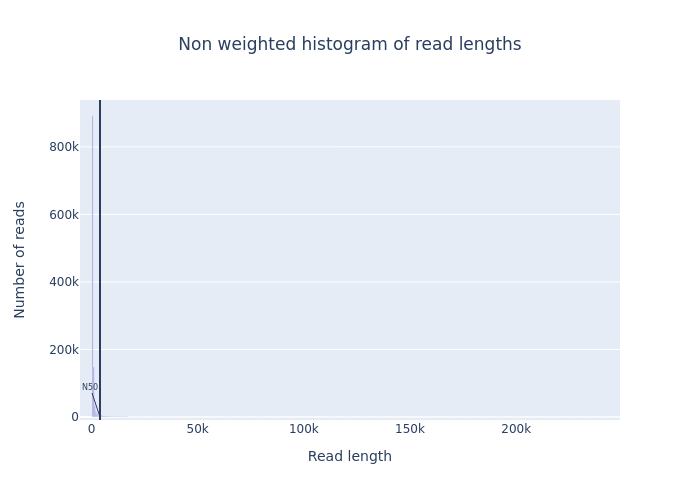 Non weighted histogram of read lengths
800k
600k
400k
200k
0
N50
Number of reads
0
50k
100k
150k
200k
Read length